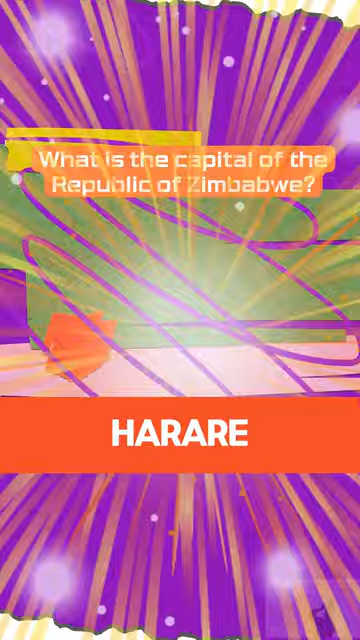 What is the capital of the
Republic of Zimbabwe?
HARARE